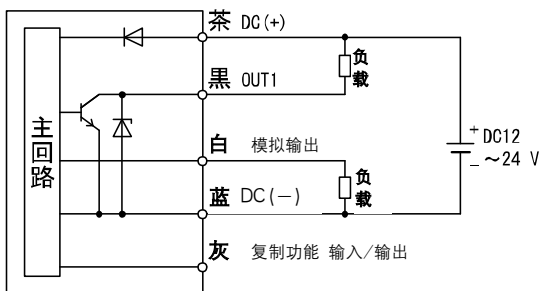 茶 DC(+)
负载
黒 OUT1
主回路
+ DC12
- ～24 V
白 模拟输出
负载
蓝 DC(－)
灰 复制功能 输入/输出